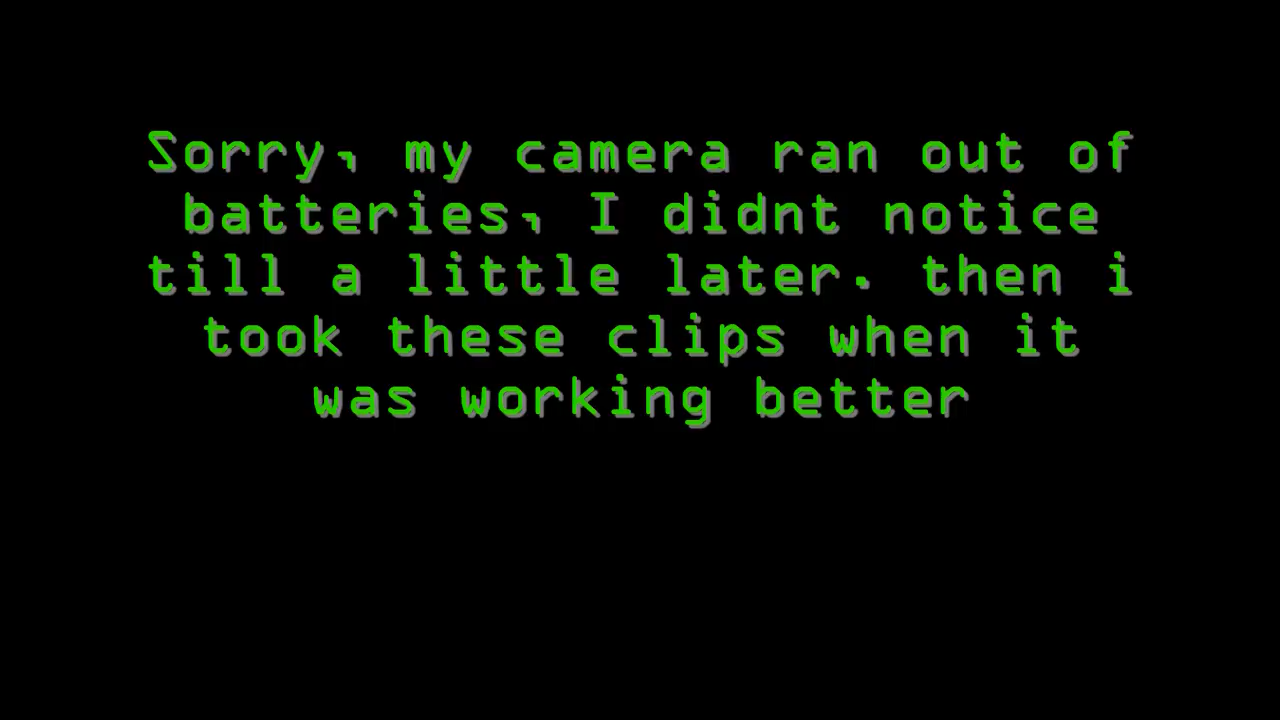 Sorry, my camera ran out of
batteries, I didnt notice
till a little later. then i
took these clips when it
was working better